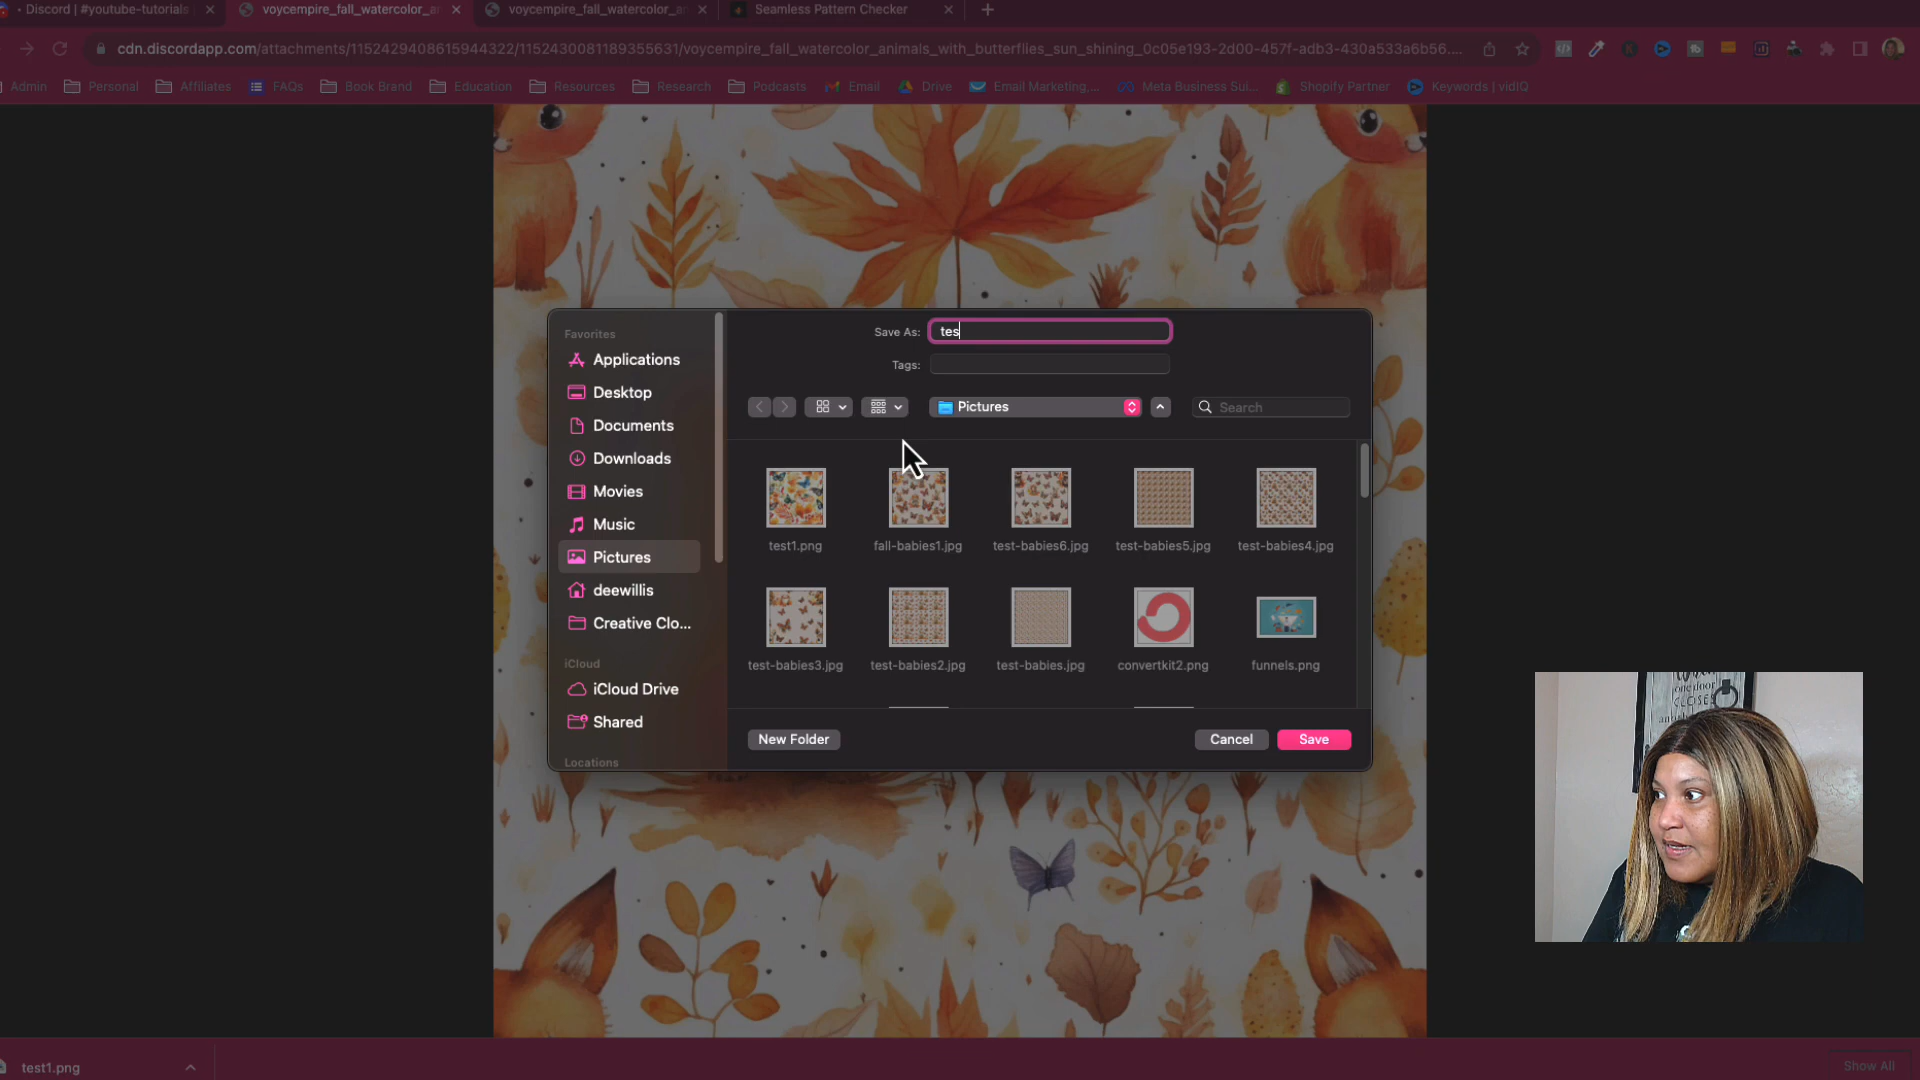 Discord | #youtube-tutorials
voycempire_fall_watercolor_a
voycempire_fall_watercolor_a
Seamless Pattern Checker
cdn.discordapp.com/attachments/1152429408615944322/1152430081189355631/voycempire_fall_watercolor_animals_with_butterflies_sun_shining_0c05e193-2d00-457f-adb3-430a533a6b56....
Admin
Personal
Affiliates
FAQs
Book Brand
Education
Resources
Research
Podcasts
Email
Drive
Email Marketing,...
Meta Business Sui...
Shopify Partner
Keywords | vidIQ
Favorites
Applications
Desktop
Documents
Downloads
Movies
Music
Pictures
deewillis
Creative Clo...
iCloud
iCloud Drive
Shared
Locations
Save As: tes
Tags:
Pictures
Search
test1.png
fall-babies1.jpg
test-babies6.jpg
test-babies5.jpg
test-babies4.jpg
test-babies3.jpg
test-babies2.jpg
test-babies.jpg
convertkit2.png
funnels.png
New Folder
Cancel
Save
one door
CLOSES
test1.png
Show All